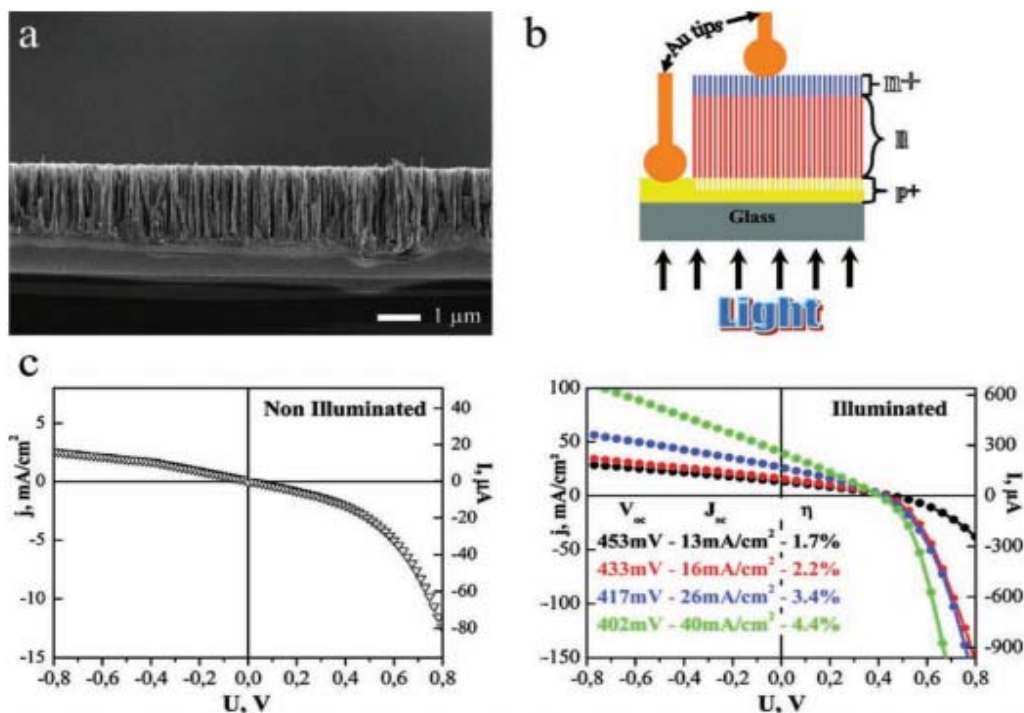 a
1 μm
b
Au tips
n+
n
p+
Glass
Light
c
Non Illuminated
j, mA/cm²
5
0
-5
-10
-15
I, μA
40
20
0
-20
-40
-60
-80
-0,8 -0,6 -0,4 -0,2 0,0 0,2 0,4 0,6 0,8
U, V
Illuminated
j, mA/cm²
100
50
0
-50
-100
-150
I, μA
600
300
0
-300
-600
-900
Voc Jsc η
453mV - 13mA/cm² - 1.7%
433mV - 16mA/cm² - 2.2%
417mV - 26mA/cm² - 3.4%
402mV - 40mA/cm² - 4.4%
-0,8 -0,6 -0,4 -0,2 0,0 0,2 0,4 0,6 0,8
U, V